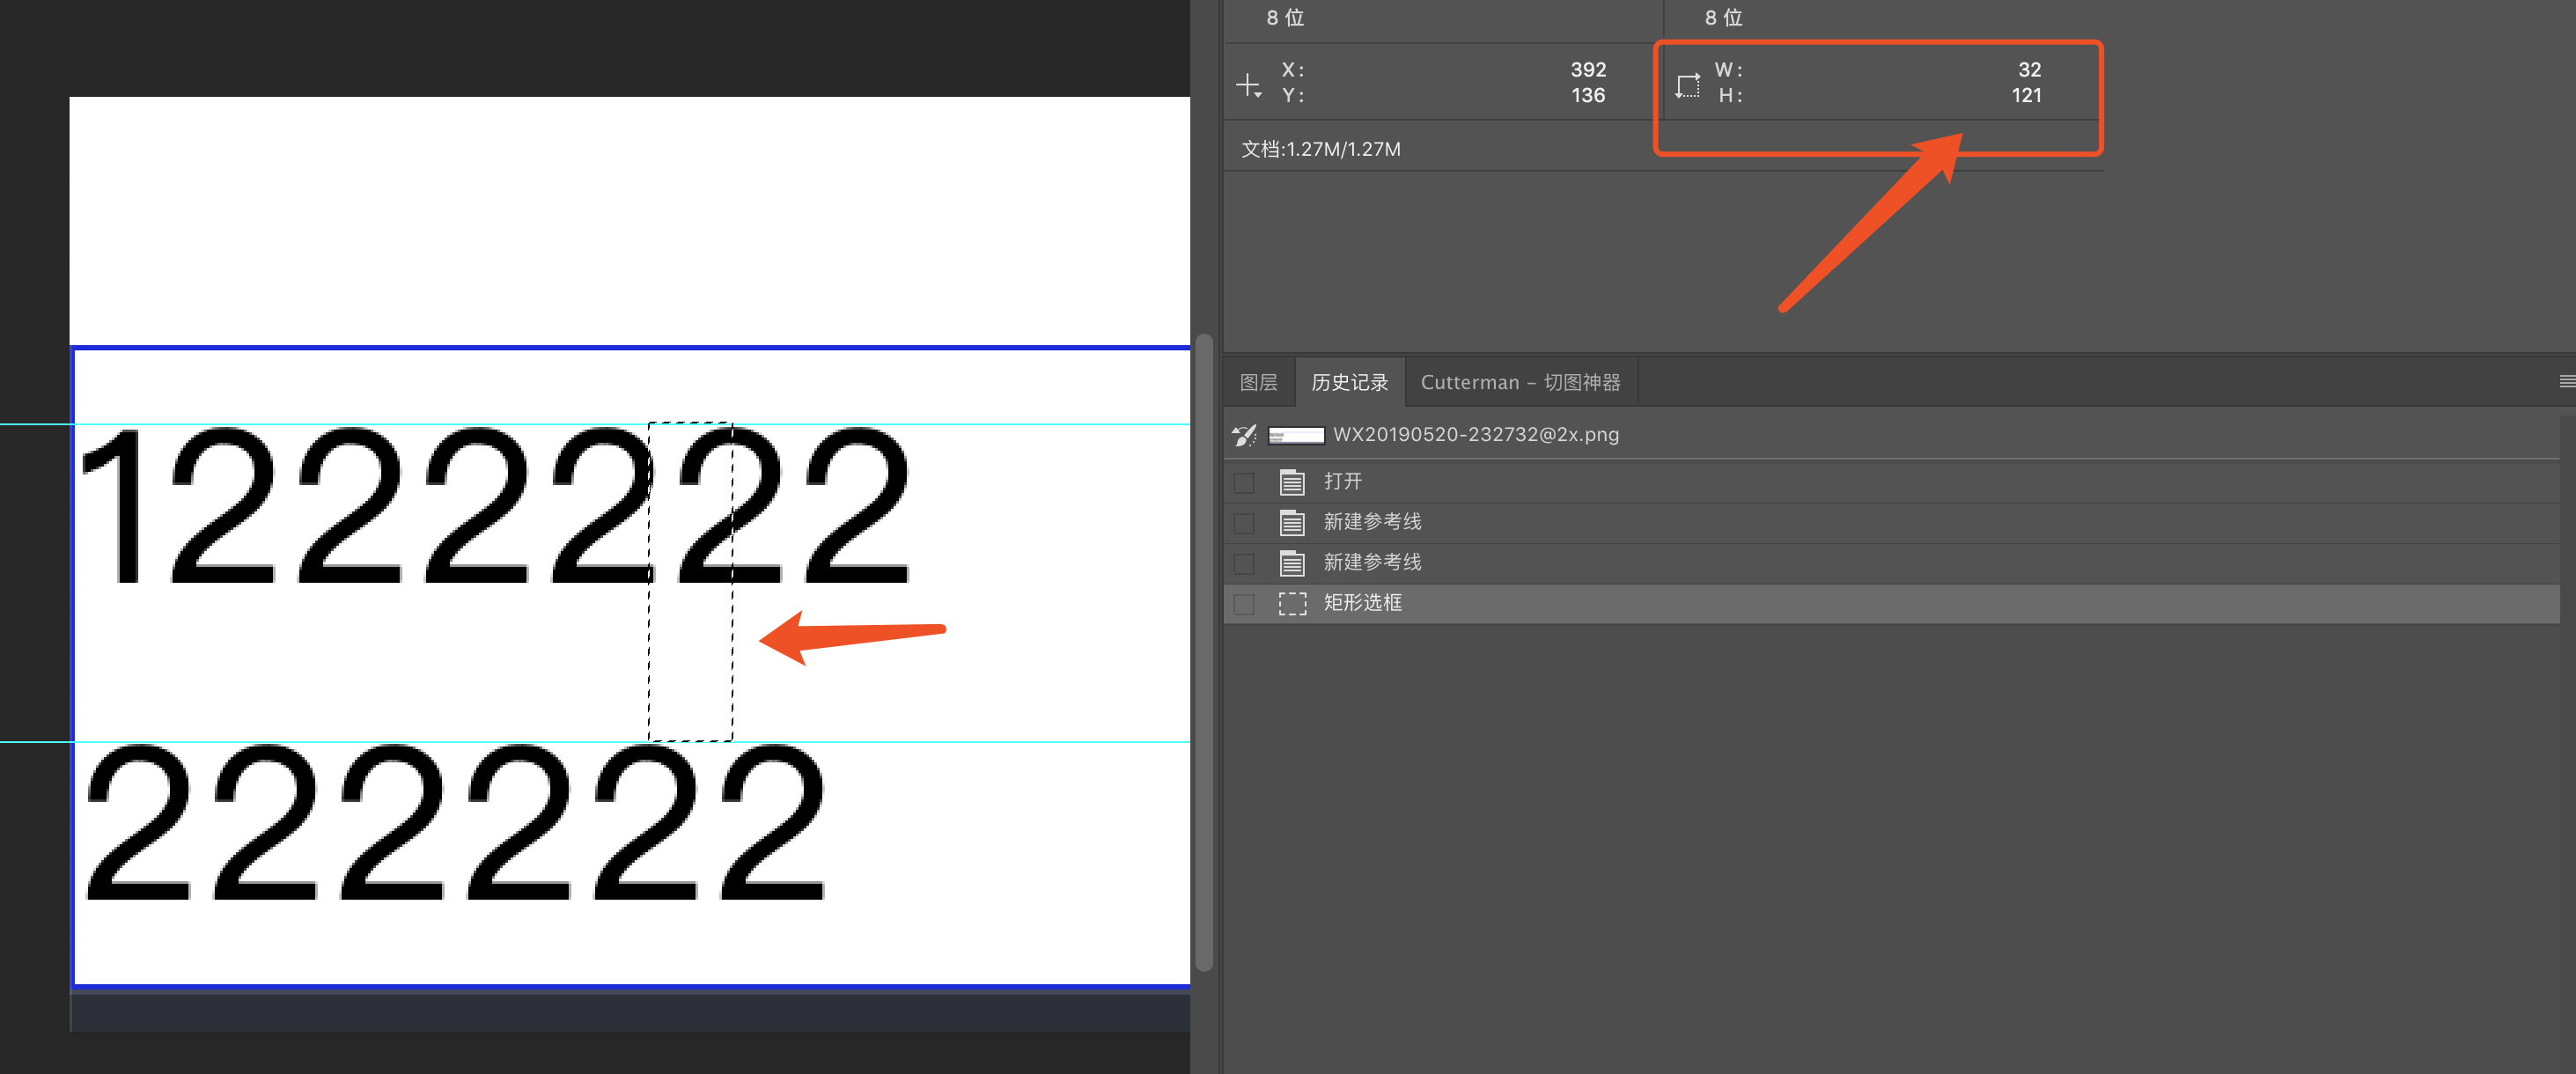 1222222
222222
8 位
8 位
X : 392
Y : 136
W : 32
H : 121
文档:1.27M/1.27M
图层
历史记录
Cutterman – 切图神器
WX20190520-232732@2x.png
打开
新建参考线
新建参考线
矩形选框